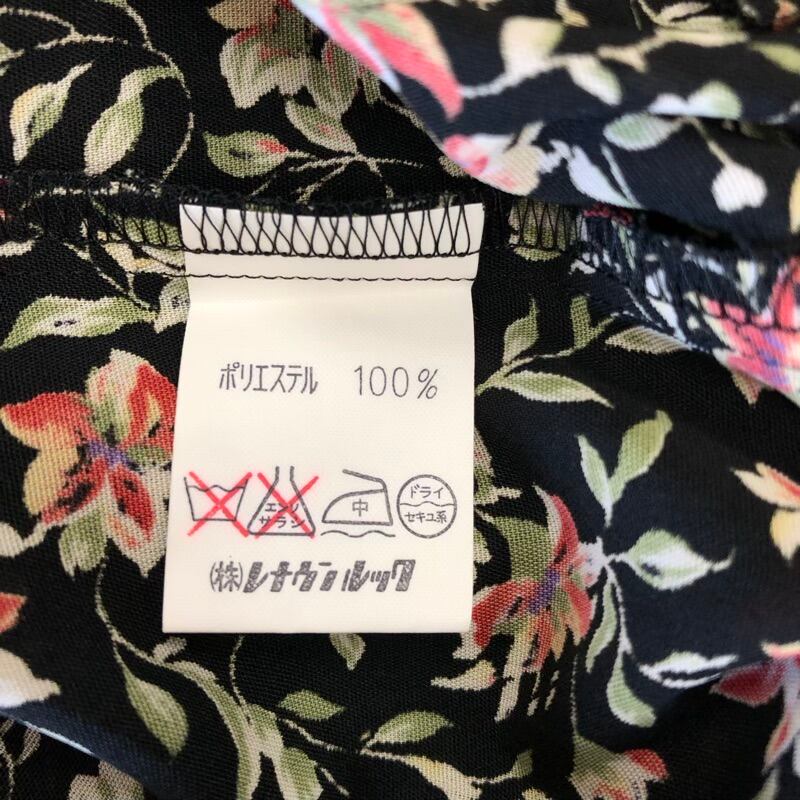 ポリエステル 100%
エンソ サラシ 中 ドライ セキユ系
(株)レナウンルック